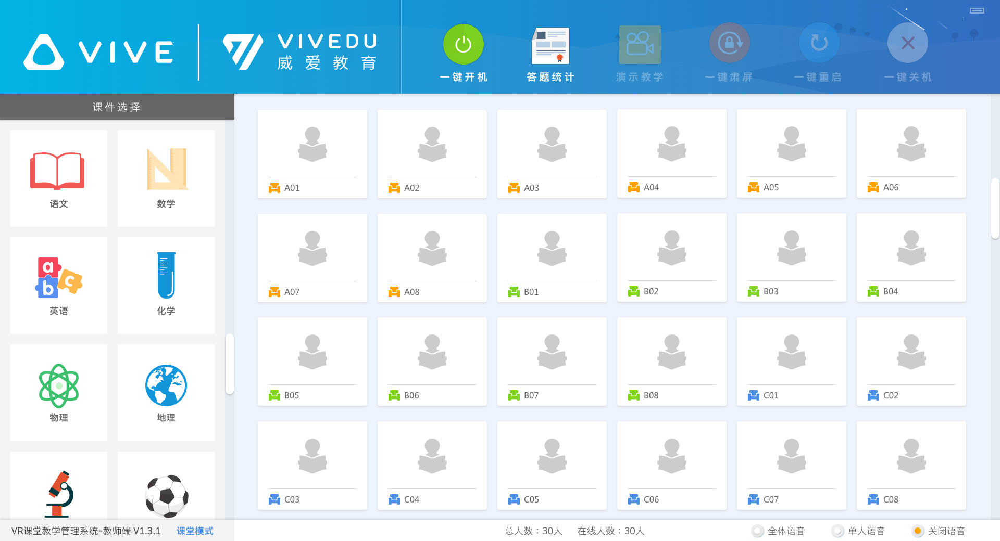 VIVE
VIVEDU
威爱教育
一键开机
答题统计
演示教学
一键肃屏
一键重启
一键关机
课件选择
语文
数学
a
b
c
英语
化学
物理
地理
A01
A02
A03
A04
A05
A06
A07
A08
B01
B02
B03
B04
B05
B06
B07
B08
C01
C02
C03
C04
C05
C06
C07
C08
VR课堂教学管理系统-教师端 V1.3.1
课堂模式
总人数：30人
在线人数：30人
全体语音
单人语音
关闭语音